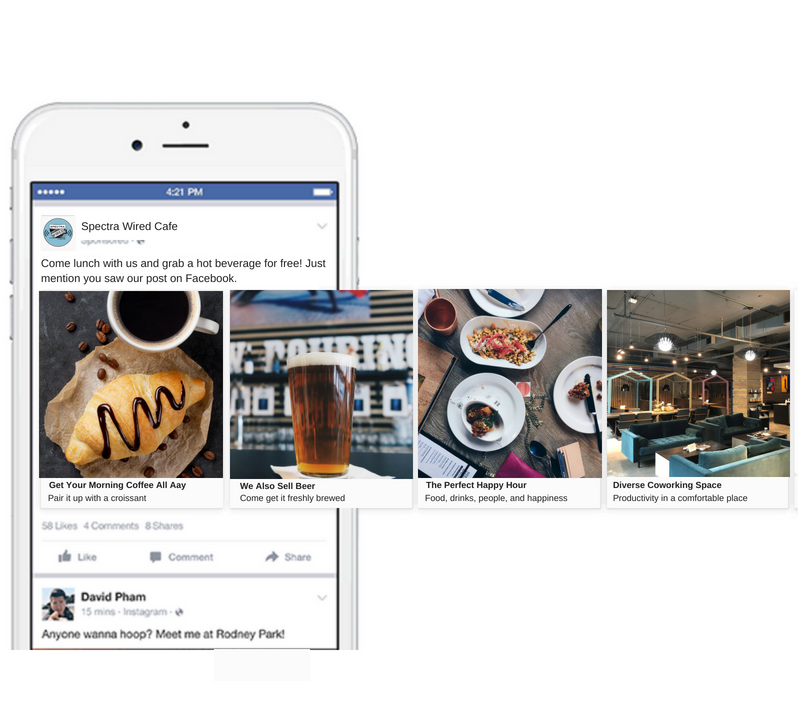 4:21 PM
Spectra Wired Cafe
Sponsored
Come lunch with us and grab a hot beverage for free! Just
mention you saw our post on Facebook.
Get Your Morning Coffee All Aay
Pair it up with a croissant
We Also Sell Beer
Come get it freshly brewed
The Perfect Happy Hour
Food, drinks, people, and happiness
Diverse Coworking Space
Productivity in a comfortable place
58 Likes 4 Comments 8 Shares
Like Comment Share
David Pham
15 mins · Instagram ·
Anyone wanna hoop? Meet me at Rodney Park!